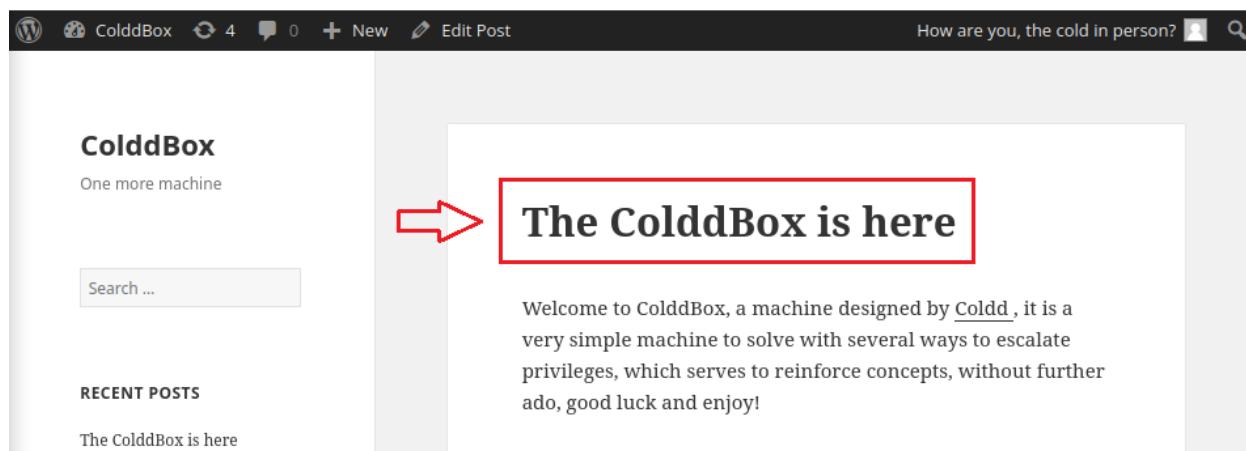 ColddBox 4 0 New Edit Post How are you, the cold in person?
ColddBox
One more machine
Search ...
RECENT POSTS
The ColddBox is here
The ColddBox is here
Welcome to ColddBox, a machine designed by Coldd , it is a
very simple machine to solve with several ways to escalate
privileges, which serves to reinforce concepts, without further
ado, good luck and enjoy!